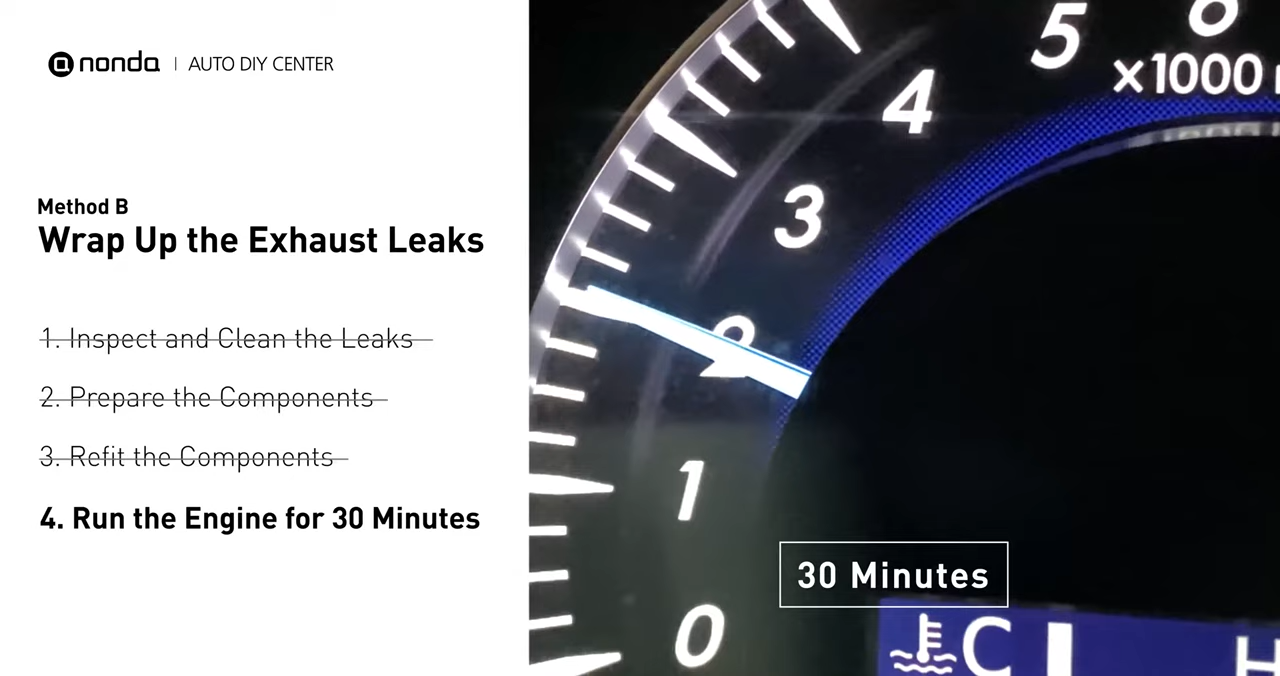 nonda | AUTO DIY CENTER
Method B
Wrap Up the Exhaust Leaks
1. Inspect and Clean the Leaks
2. Prepare the Components
3. Refit the Components
4. Run the Engine for 30 Minutes
5
x1000
4
3
2
1
0
30 Minutes
C
H